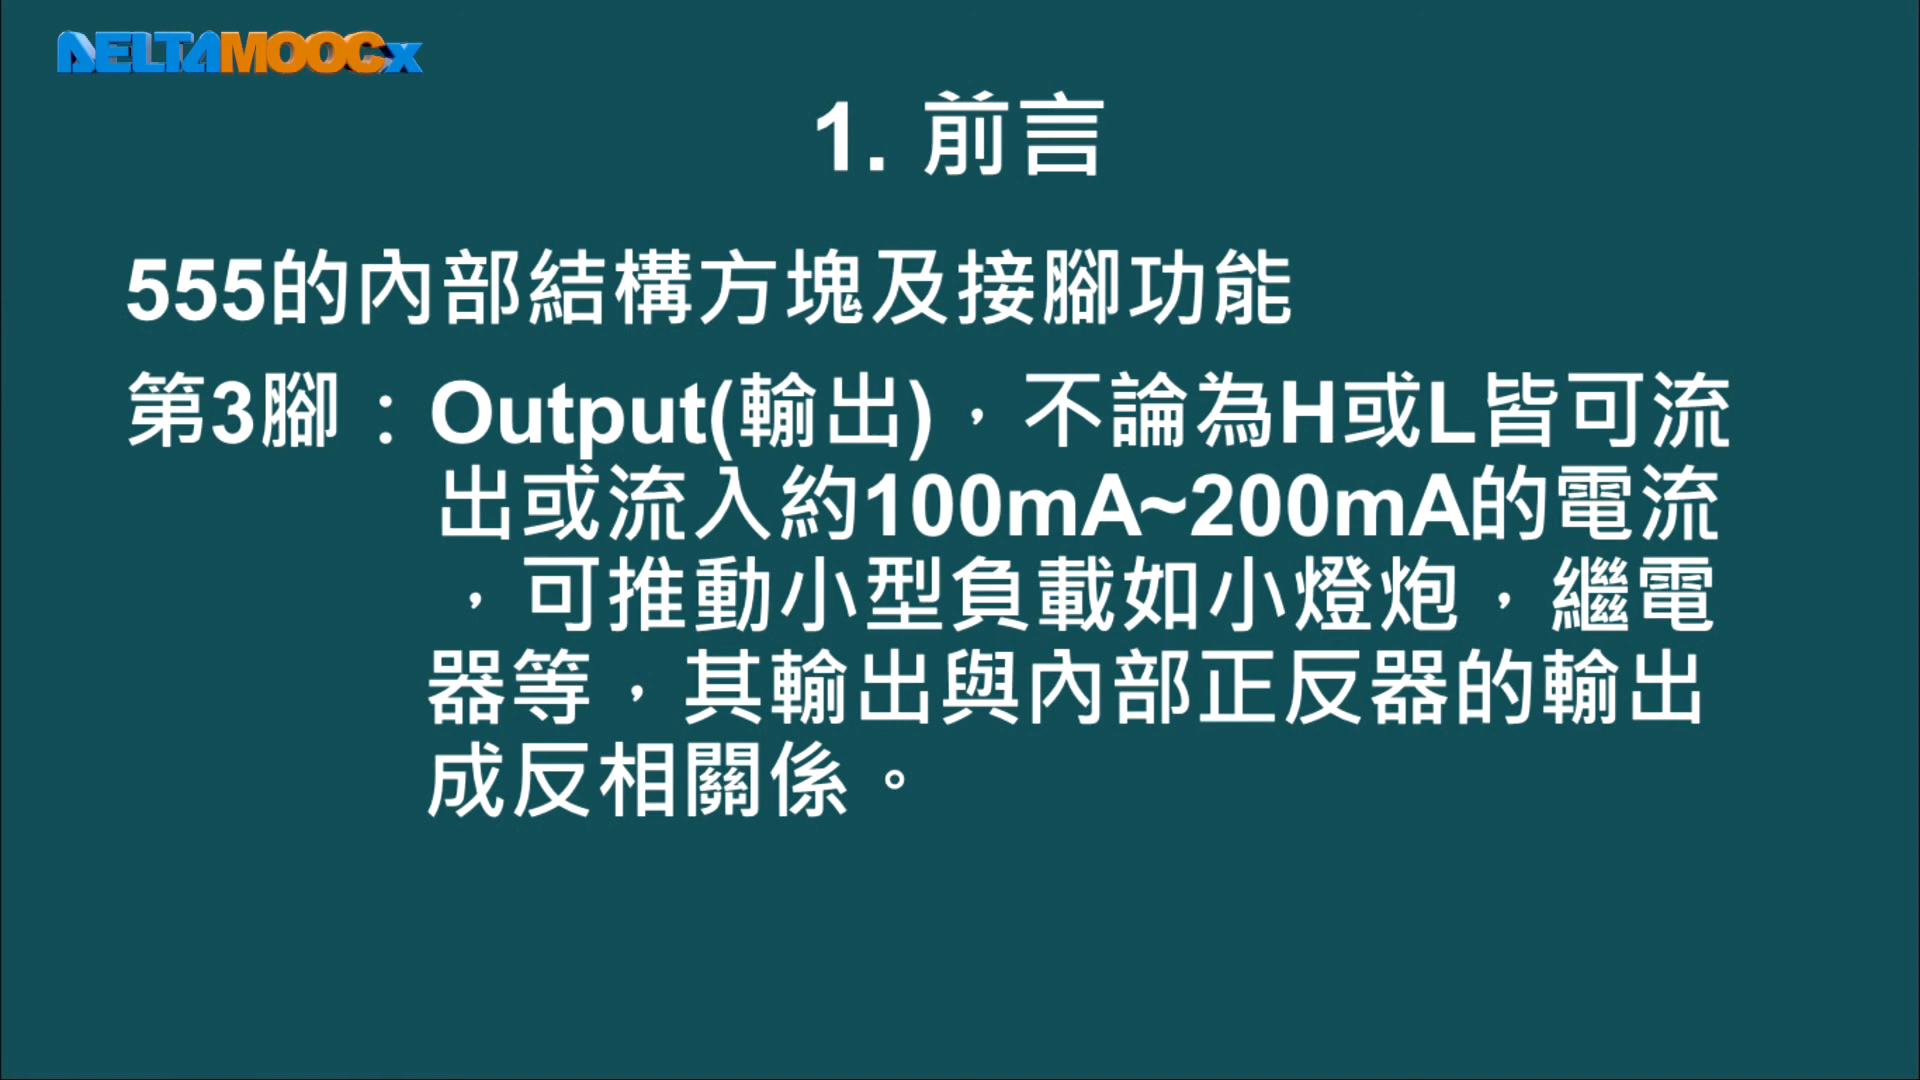 DELTAMOOCx
1. 前言
555的內部結構方塊及接腳功能
第3腳：Output(輸出)，不論為H或L皆可流
出或流入約100mA~200mA的電流
，可推動小型負載如小燈炮，繼電
器等，其輸出與內部正反器的輸出
成反相關係。